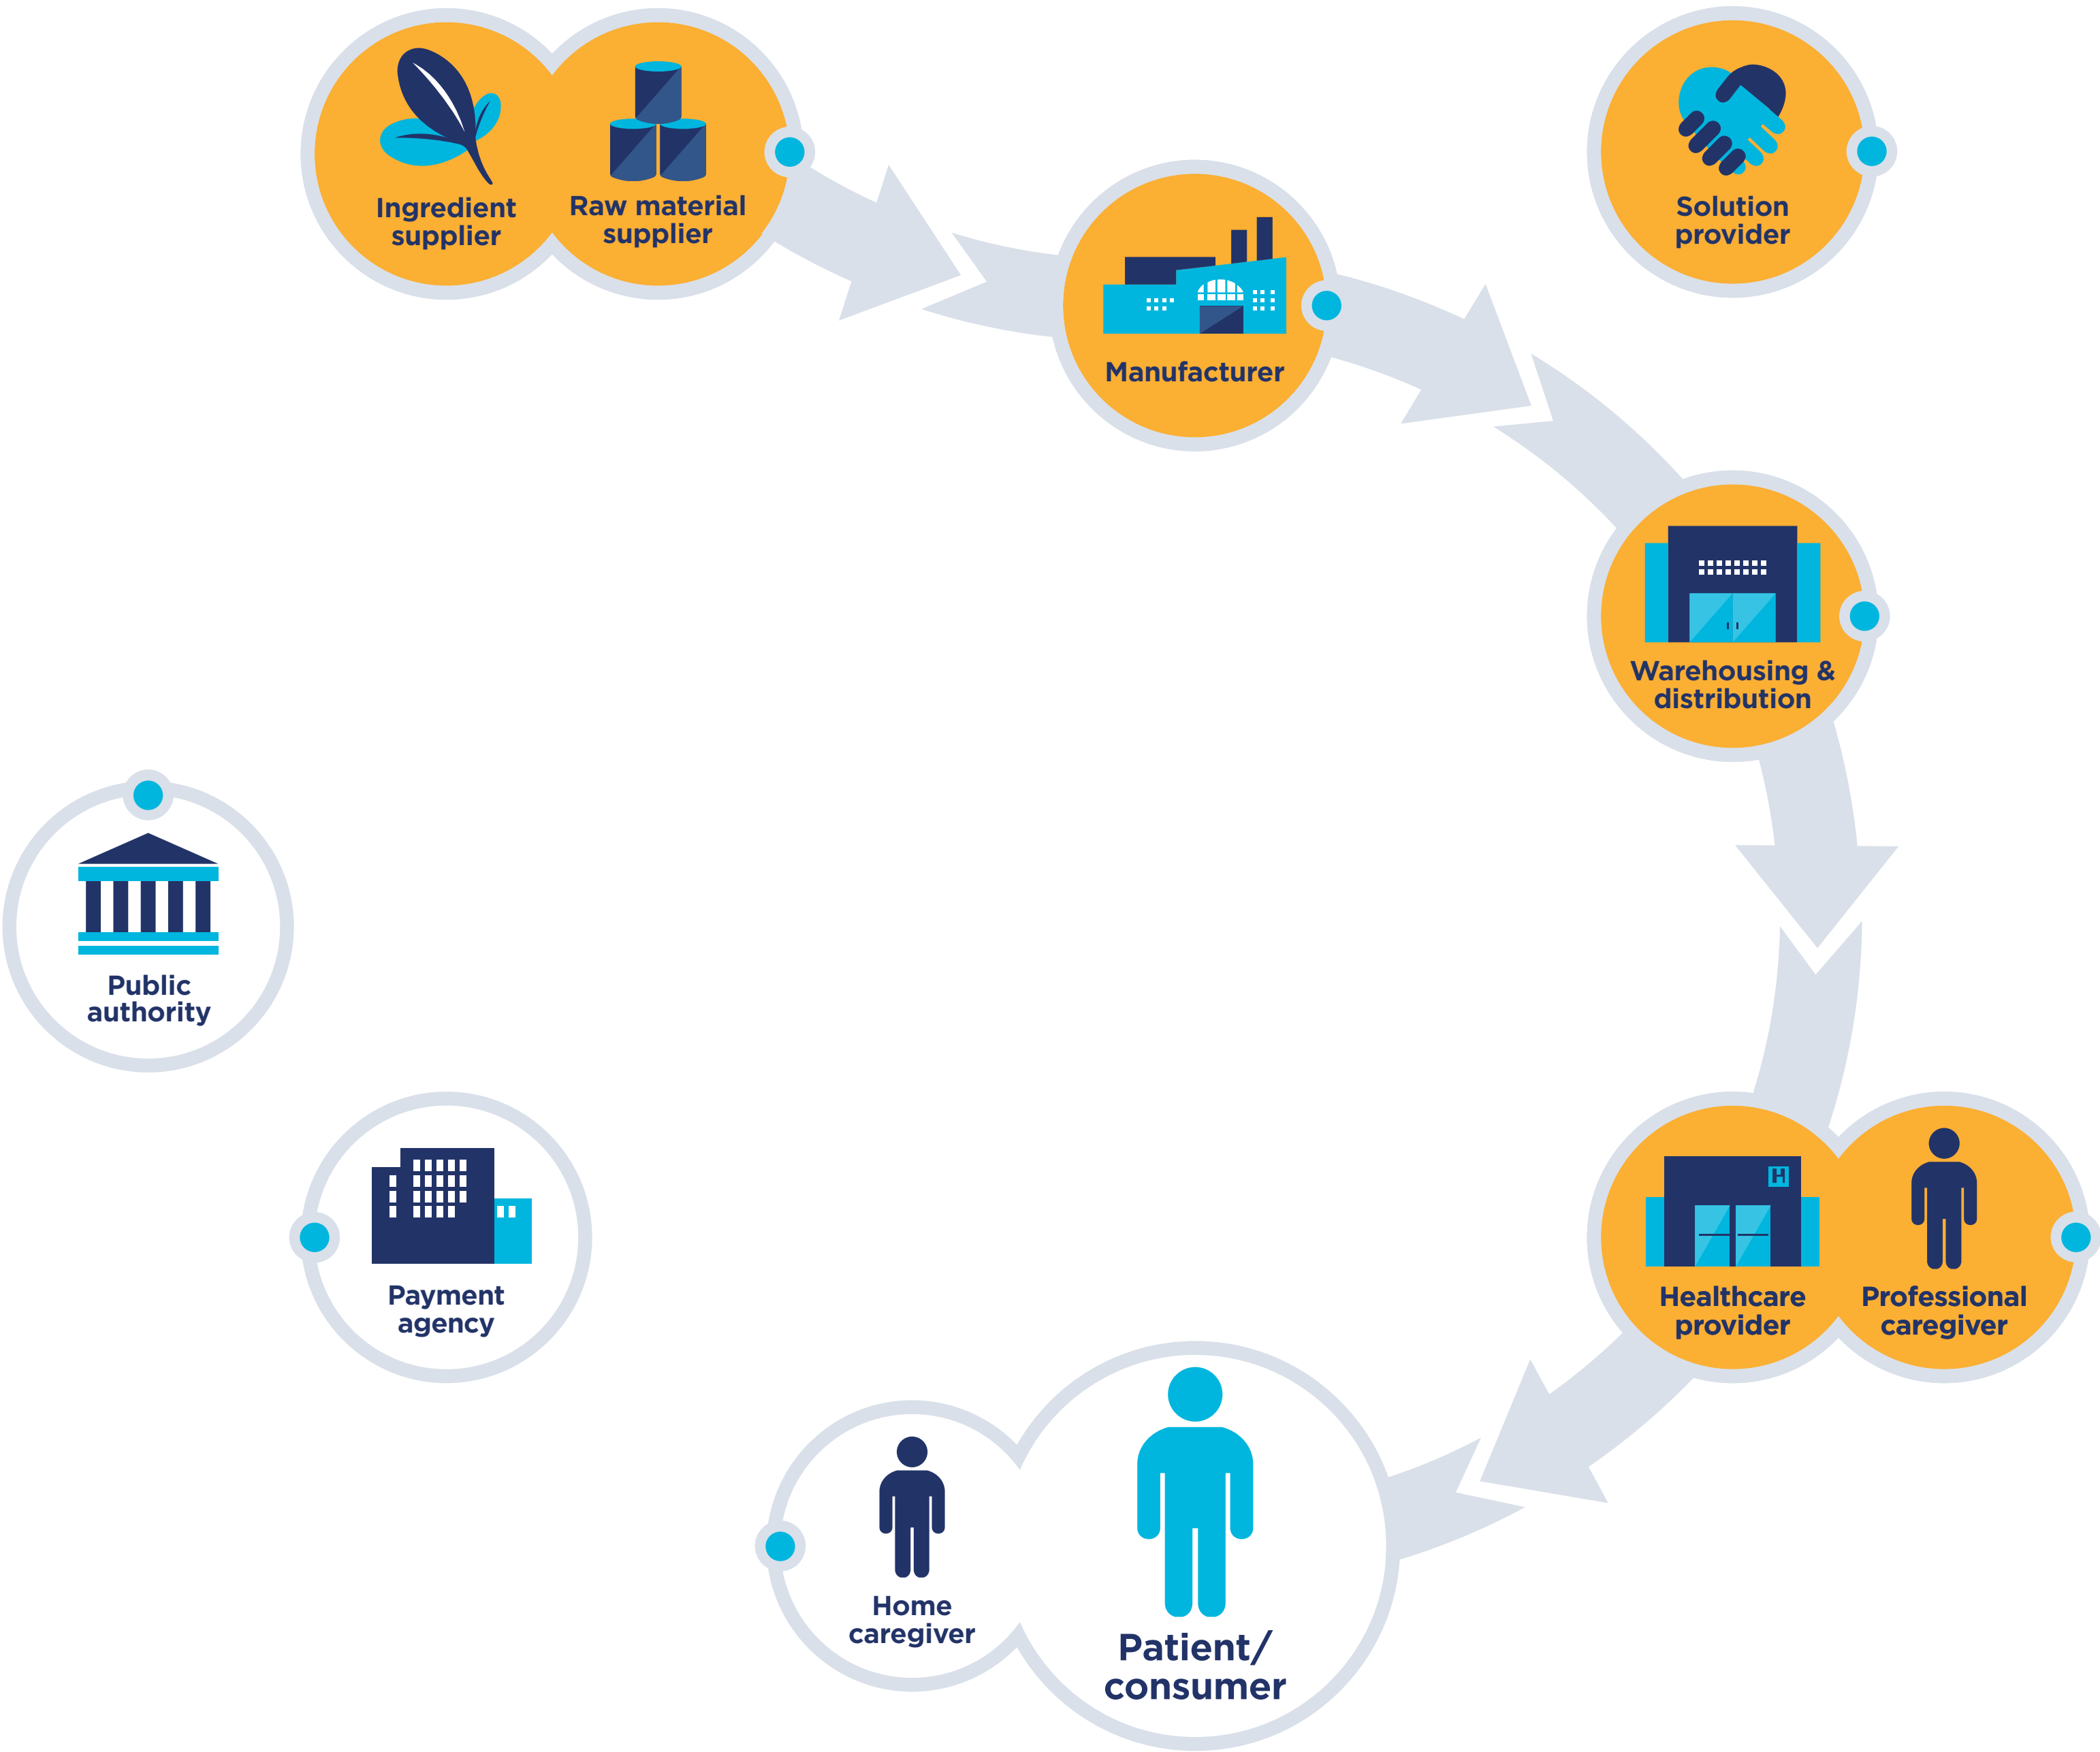 Ingredient
supplier
Raw material
supplier
Solution
provider
Manufacturer
Warehousing &
distribution
Public
authority
Payment
agency
H
Healthcare
provider
Professional
caregiver
Home
caregiver
Patient/
consumer